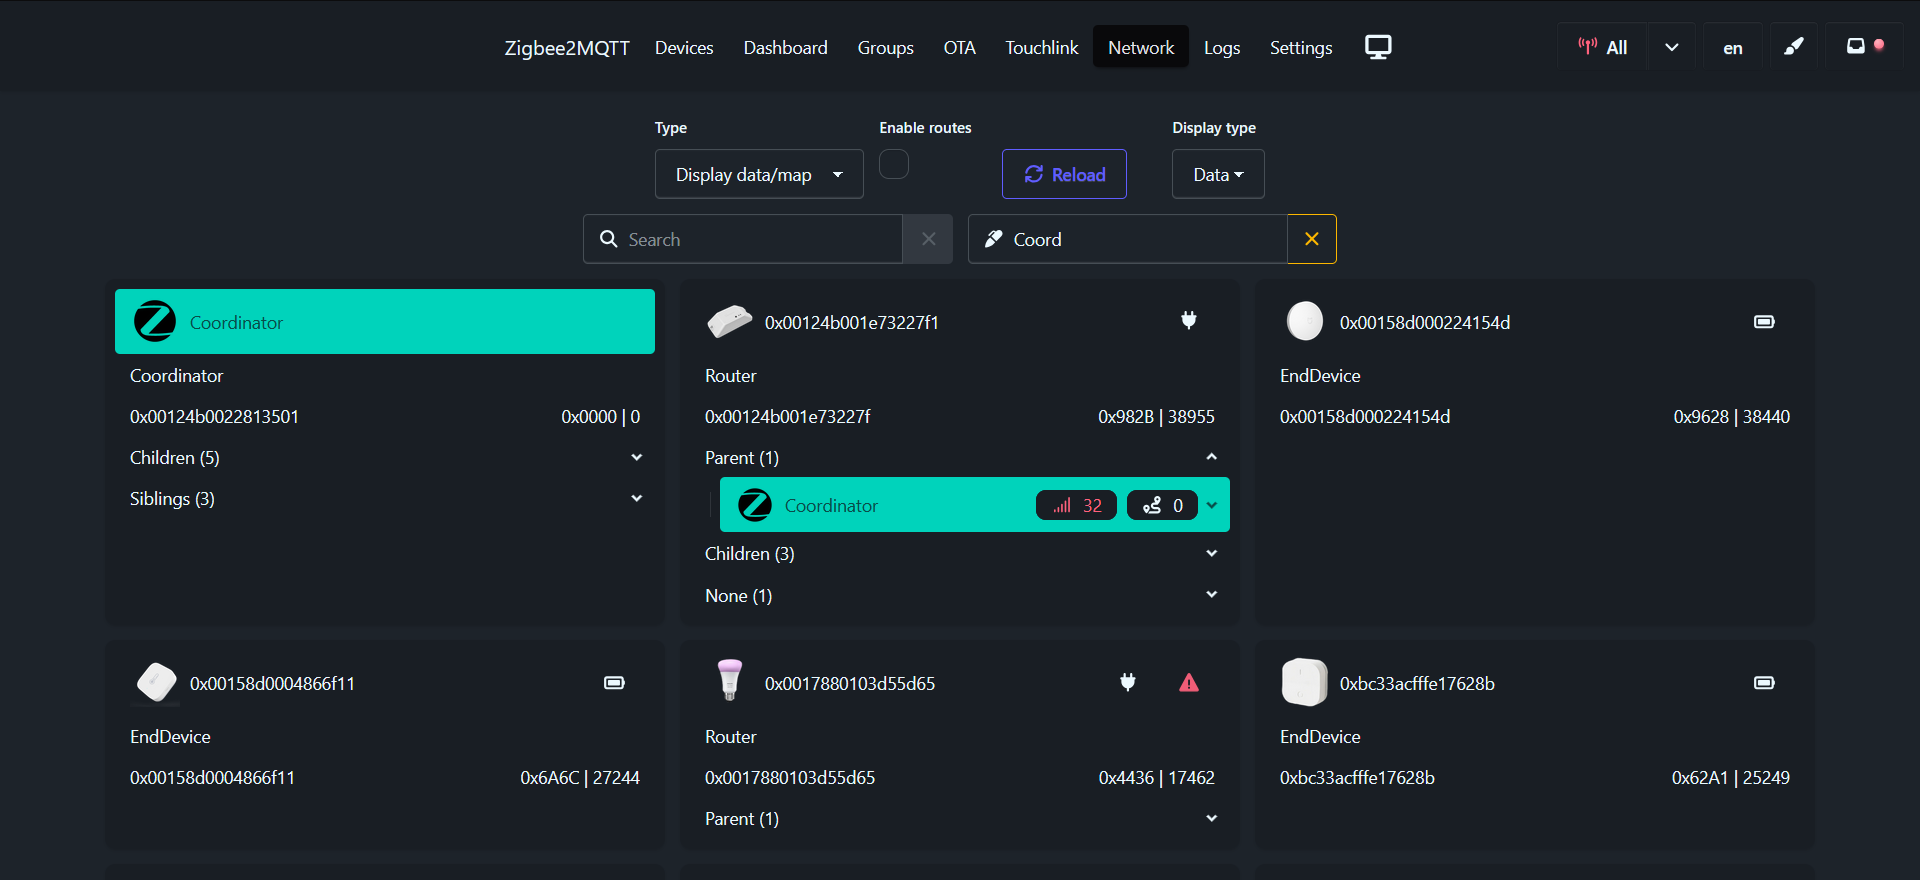 Zigbee2MQTT Devices Dashboard Groups OTA Touchlink Network Logs Settings All en
Type Enable routes Display type
Display data/map Reload Data
Search Coord
Coordinator
Coordinator
0x00124b0022813501 0x0000 | 0
Children (5)
Siblings (3)
0x00124b001e73227f1
Router
0x00124b001e73227f 0x982B | 38955
Parent (1)
Coordinator 32 0
Children (3)
None (1)
0x00158d000224154d
EndDevice
0x00158d000224154d 0x9628 | 38440
0x00158d0004866f11
EndDevice
0x00158d0004866f11 0x6A6C | 27244
0x0017880103d55d65
Router
0x0017880103d55d65 0x4436 | 17462
Parent (1)
0xbc33acfffe17628b
EndDevice
0xbc33acfffe17628b 0x62A1 | 25249